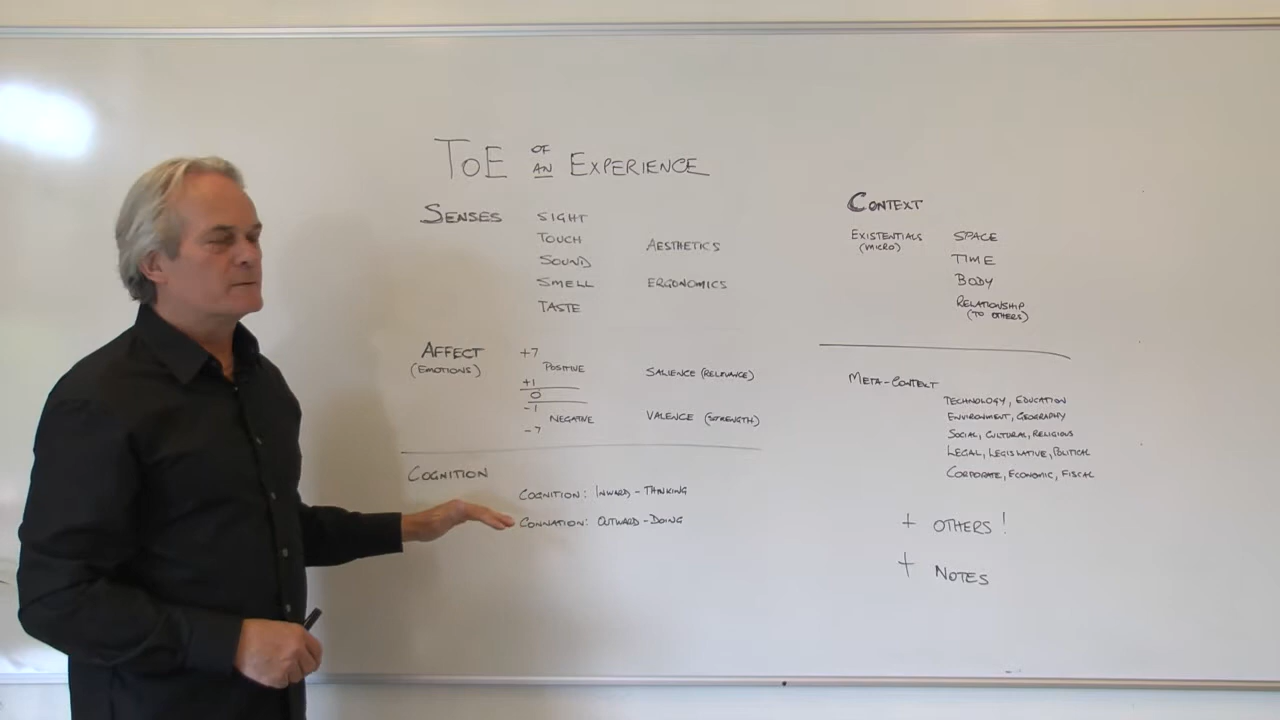 ToE OF AN EXPERIENCE
SENSES
SIGHT
TOUCH
SOUND
SMELL
TASTE
AESTHETICS
ERGONOMICS
AFFECT
(EMOTIONS)
+7
POSITIVE
+1
0
-1
NEGATIVE
-7
SALIENCE (RELEVANCE)
VALENCE (STRENGTH)
COGNITION
COGNITION: INWARD - THINKING
CONNATION: OUTWARD - DOING
CONTEXT
EXISTENTIALS
(MICRO)
SPACE
TIME
BODY
RELATIONSHIP
(TO OTHERS)
META-CONTEXT
TECHNOLOGY, EDUCATION
ENVIRONMENT, GEOGRAPHY
SOCIAL, CULTURAL, RELIGIOUS
LEGAL, LEGISLATIVE, POLITICAL
CORPORATE, ECONOMIC, FISCAL
+ OTHERS!
+ NOTES